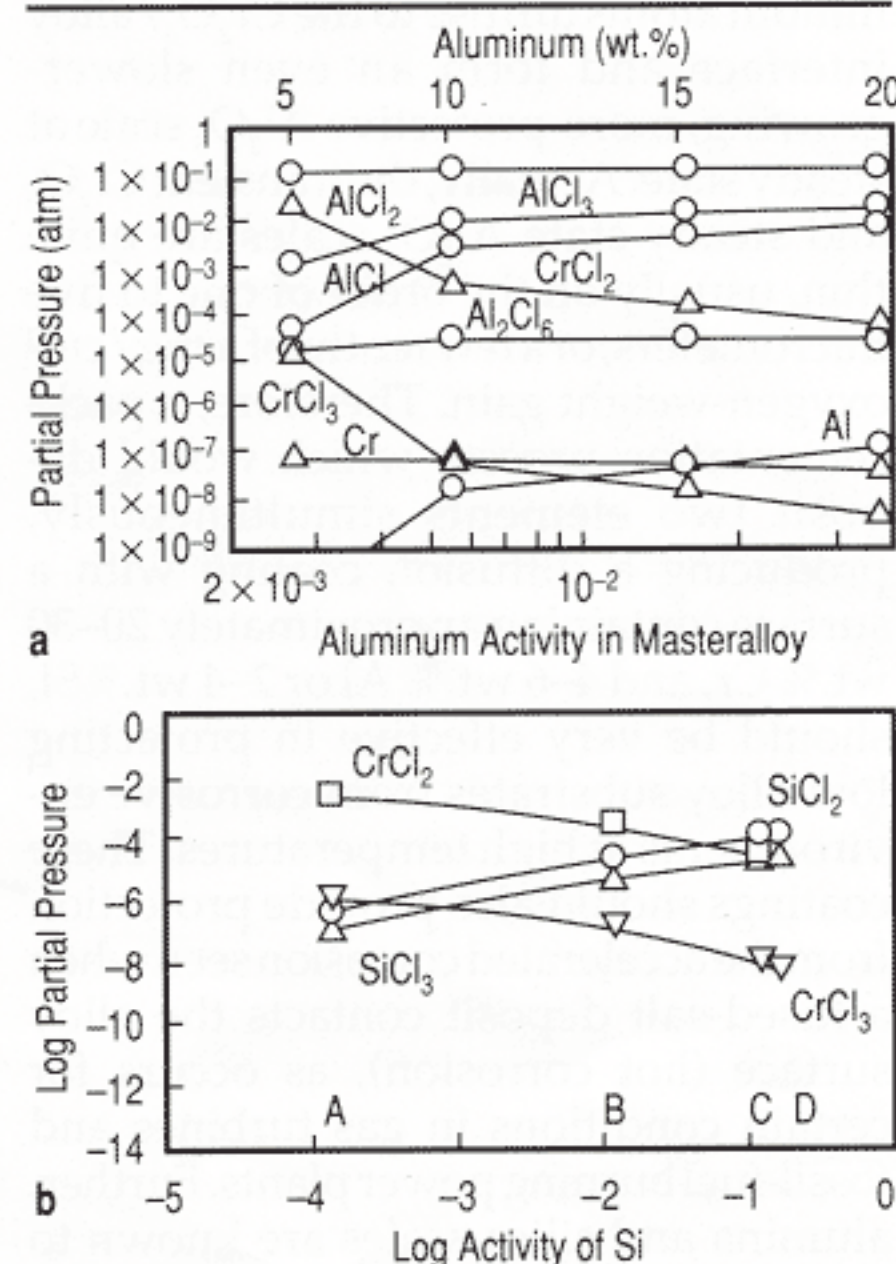 Aluminum (wt.%)
5 10 15 20
Partial Pressure (atm)
1
1 × 10⁻¹
1 × 10⁻²
1 × 10⁻³
1 × 10⁻⁴
1 × 10⁻⁵
1 × 10⁻⁶
1 × 10⁻⁷
1 × 10⁻⁸
1 × 10⁻⁹
AlCl₂
AlCl₃
AlCl
CrCl₂
Al₂Cl₆
CrCl₃
Cr
Al
2 × 10⁻³ 10⁻²
a
Aluminum Activity in Masteralloy
Log Partial Pressure
0
−2
−4
−6
−8
−10
−12
−14
CrCl₂
SiCl₂
SiCl₃
CrCl₃
A B C D
−5 −4 −3 −2 −1 0
b
Log Activity of Si